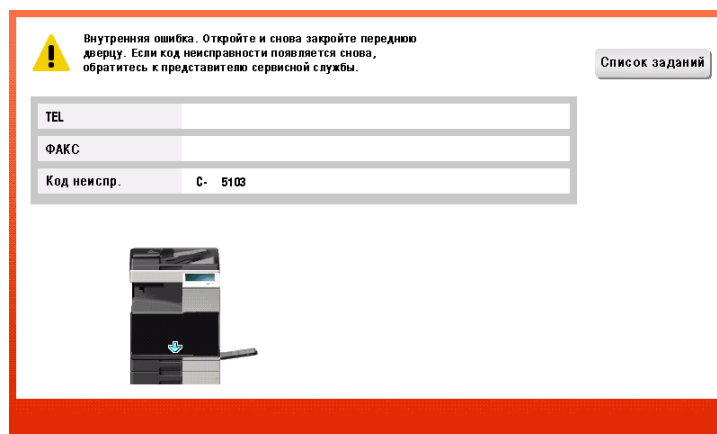 Внутренняя ошибка. Откройте и снова закройте переднюю
дверцу. Если код неисправности появляется снова,
обратитесь к представителю сервисной службы.
Список заданий
TEL
ФАКС
Код неиспр. C- 5103